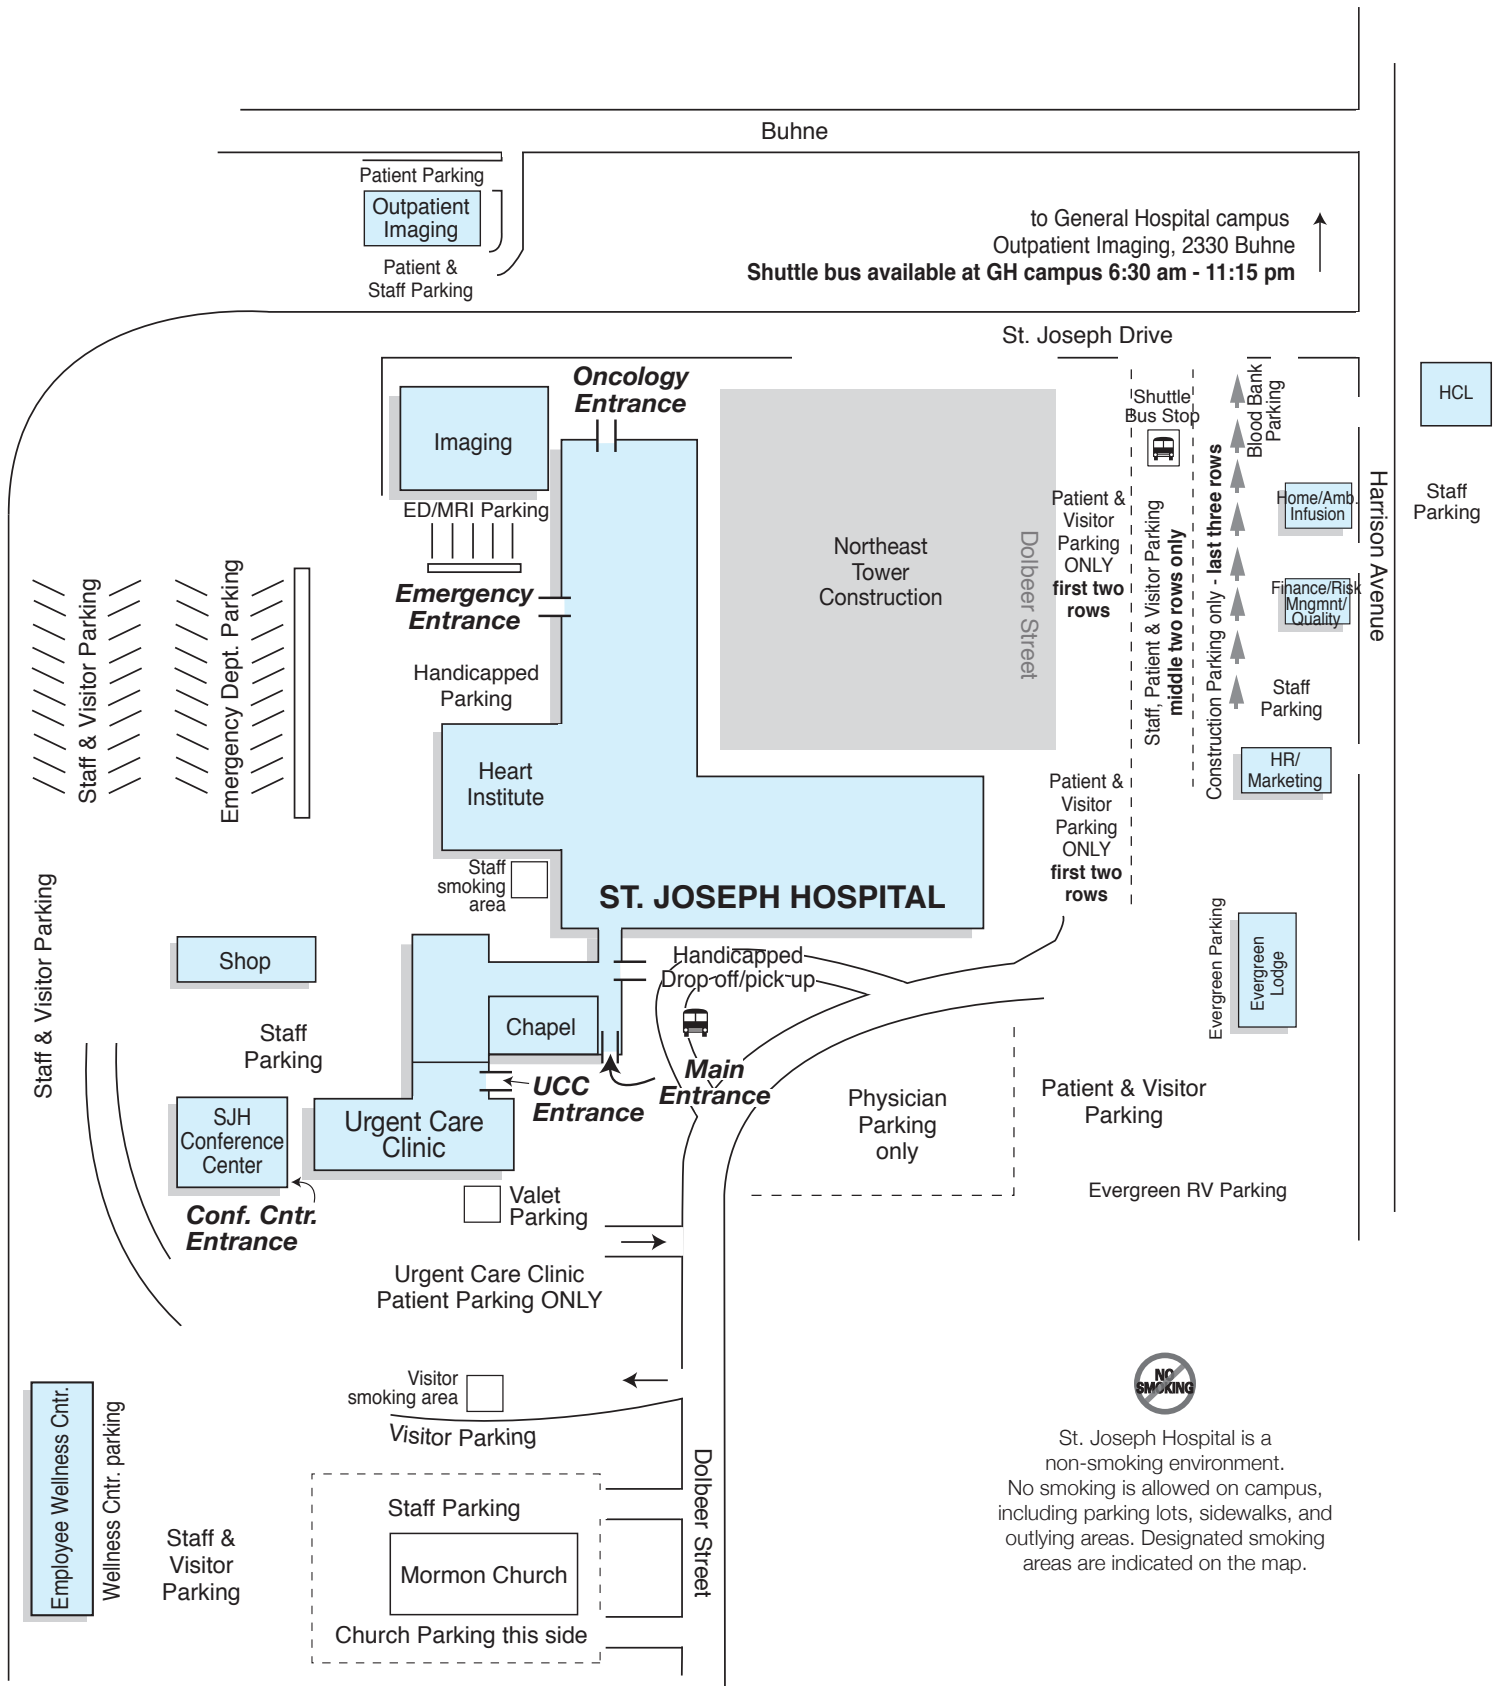 Buhne
Patient Parking
Outpatient
Imaging
Patient &
Staff Parking
to General Hospital campus
Outpatient Imaging, 2330 Buhne
Shuttle bus available at GH campus 6:30 am - 11:15 pm
St. Joseph Drive
Oncology
Entrance
Imaging
ED/MRI Parking
Emergency
Entrance
Handicapped
Parking
Heart
Institute
Staff
smoking
area
ST. JOSEPH HOSPITAL
Northeast
Tower
Construction
Dolbeer Street
Patient &
Visitor
Parking
ONLY
first two
rows
Shuttle
Bus Stop
Staff, Patient & Visitor Parking
middle two rows only
Construction Parking only - last three rows
Blood Bank
Parking
Home/Amb.
Infusion
Finance/Risk
Mngmnt/
Quality
Staff
Parking
HR/
Marketing
Harrison Avenue
HCL
Staff
Parking
Patient &
Visitor
Parking
ONLY
first two
rows
Staff & Visitor Parking
Emergency Dept. Parking
Staff & Visitor Parking
Shop
Staff
Parking
SJH
Conference
Center
Conf. Cntr.
Entrance
Chapel
Urgent Care
Clinic
UCC
Entrance
Handicapped
Drop off/pick up
Main
Entrance
Physician
Parking
only
Patient & Visitor
Parking
Evergreen RV Parking
Evergreen Parking
Evergreen
Lodge
Valet
Parking
Urgent Care Clinic
Patient Parking ONLY
Visitor
smoking area
Visitor Parking
Employee Wellness Cntr.
Wellness Cntr. parking
Staff &
Visitor
Parking
Staff Parking
Mormon Church
Church Parking this side
Dolbeer Street
NO
SMOKING
St. Joseph Hospital is a
non-smoking environment.
No smoking is allowed on campus,
including parking lots, sidewalks, and
outlying areas. Designated smoking
areas are indicated on the map.